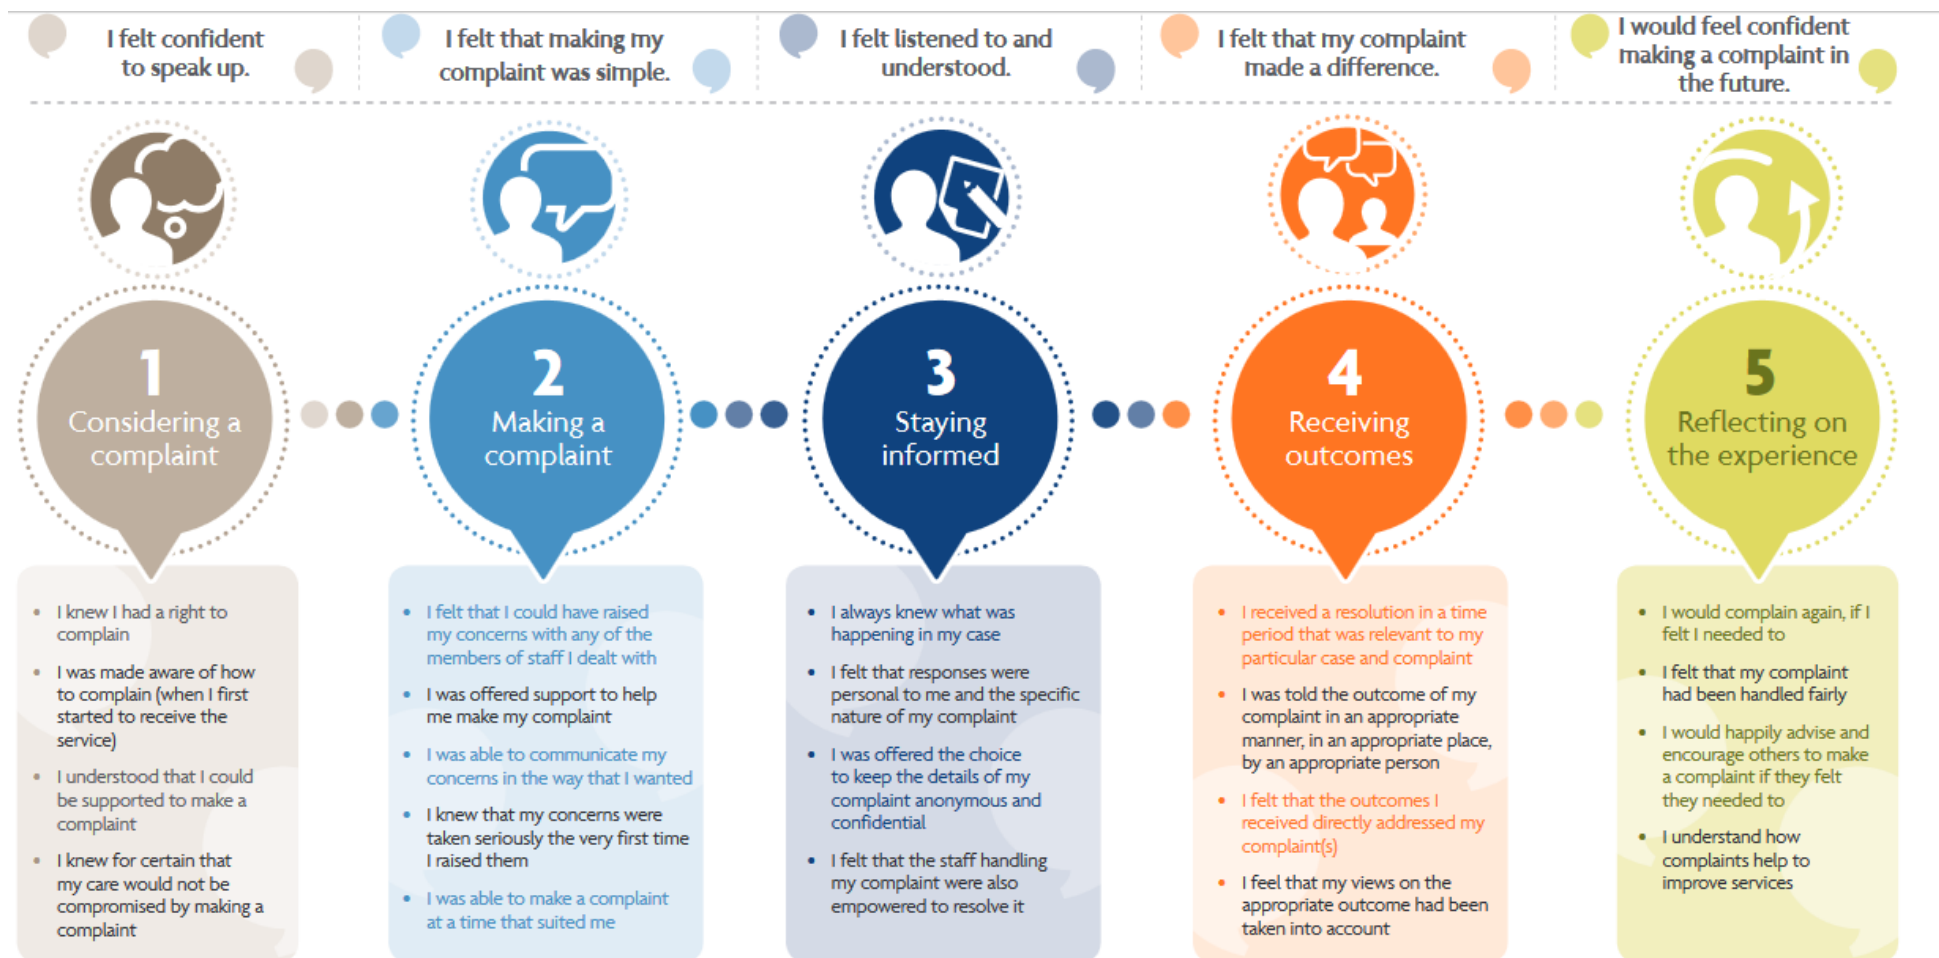 I felt confident
to speak up.
I felt that making my
complaint was simple.
I felt listened to and
understood.
I felt that my complaint
made a difference.
I would feel confident
making a complaint in
the future.
1
Considering a
complaint
2
Making a
complaint
3
Staying
informed
4
Receiving
outcomes
5
Reflecting on
the experience
• I knew I had a right to
complain
• I was made aware of how
to complain (when I first
started to receive the
service)
• I understood that I could
be supported to make a
complaint
• I knew for certain that
my care would not be
compromised by making a
complaint
• I felt that I could have raised
my concerns with any of the
members of staff I dealt with
• I was offered support to help
me make my complaint
• I was able to communicate my
concerns in the way that I wanted
• I knew that my concerns were
taken seriously the very first time
I raised them
• I was able to make a complaint
at a time that suited me
• I always knew what was
happening in my case
• I felt that responses were
personal to me and the specific
nature of my complaint
• I was offered the choice
to keep the details of my
complaint anonymous and
confidential
• I felt that the staff handling
my complaint were also
empowered to resolve it
• I received a resolution in a time
period that was relevant to my
particular case and complaint
• I was told the outcome of my
complaint in an appropriate
manner, in an appropriate place,
by an appropriate person
• I felt that the outcomes I
received directly addressed my
complaint(s)
• I feel that my views on the
appropriate outcome had been
taken into account
• I would complain again, if I
felt I needed to
• I felt that my complaint
had been handled fairly
• I would happily advise and
encourage others to make
a complaint if they felt
they needed to
• I understand how
complaints help to
improve services